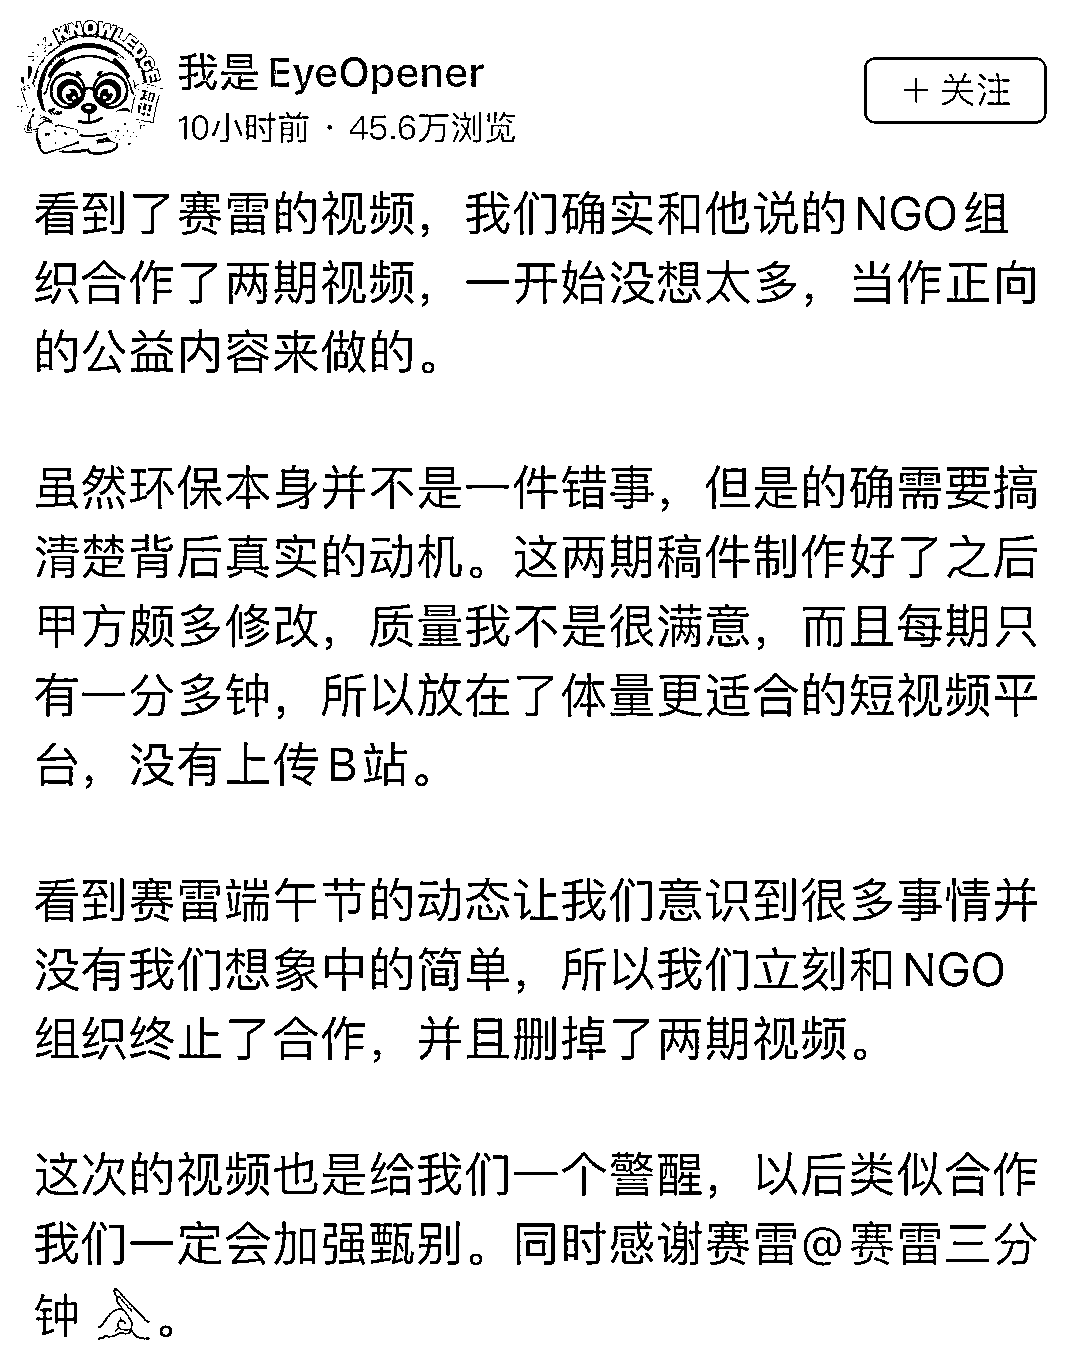 KNOWLEDGE
我是EyeOpener
10小时前 · 45.6万浏览
+ 关注
看到了赛雷的视频，我们确实和他说的NGO组
织合作了两期视频，一开始没想太多，当作正向
的公益内容来做的。
虽然环保本身并不是一件错事，但是的确需要搞
清楚背后真实的动机。这两期稿件制作好了之后
甲方颇多修改，质量我不是很满意，而且每期只
有一分多钟，所以放在了体量更适合的短视频平
台，没有上传B站。
看到赛雷端午节的动态让我们意识到很多事情并
没有我们想象中的简单，所以我们立刻和NGO
组织终止了合作，并且删掉了两期视频。
这次的视频也是给我们一个警醒，以后类似合作
我们一定会加强甄别。同时感谢赛雷@赛雷三分
钟 。